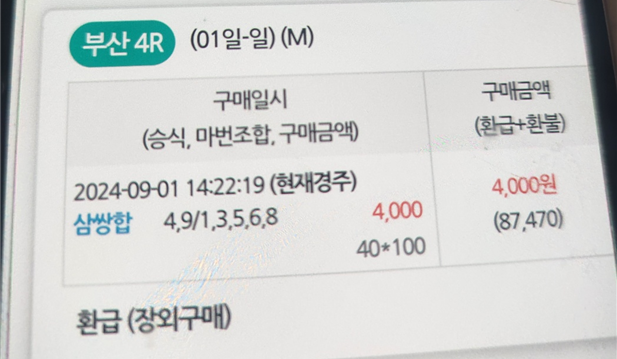 부산 4R (01일-일) (M)
구매일시
(승식, 마번조합, 구매금액)
구매금액
(환급+환불)
2024-09-01 14:22:19 (현재경주)
삼쌍합 4,9/1,3,5,6,8 4,000
40*100
4,000원
(87,470)
환급 (장외구매)